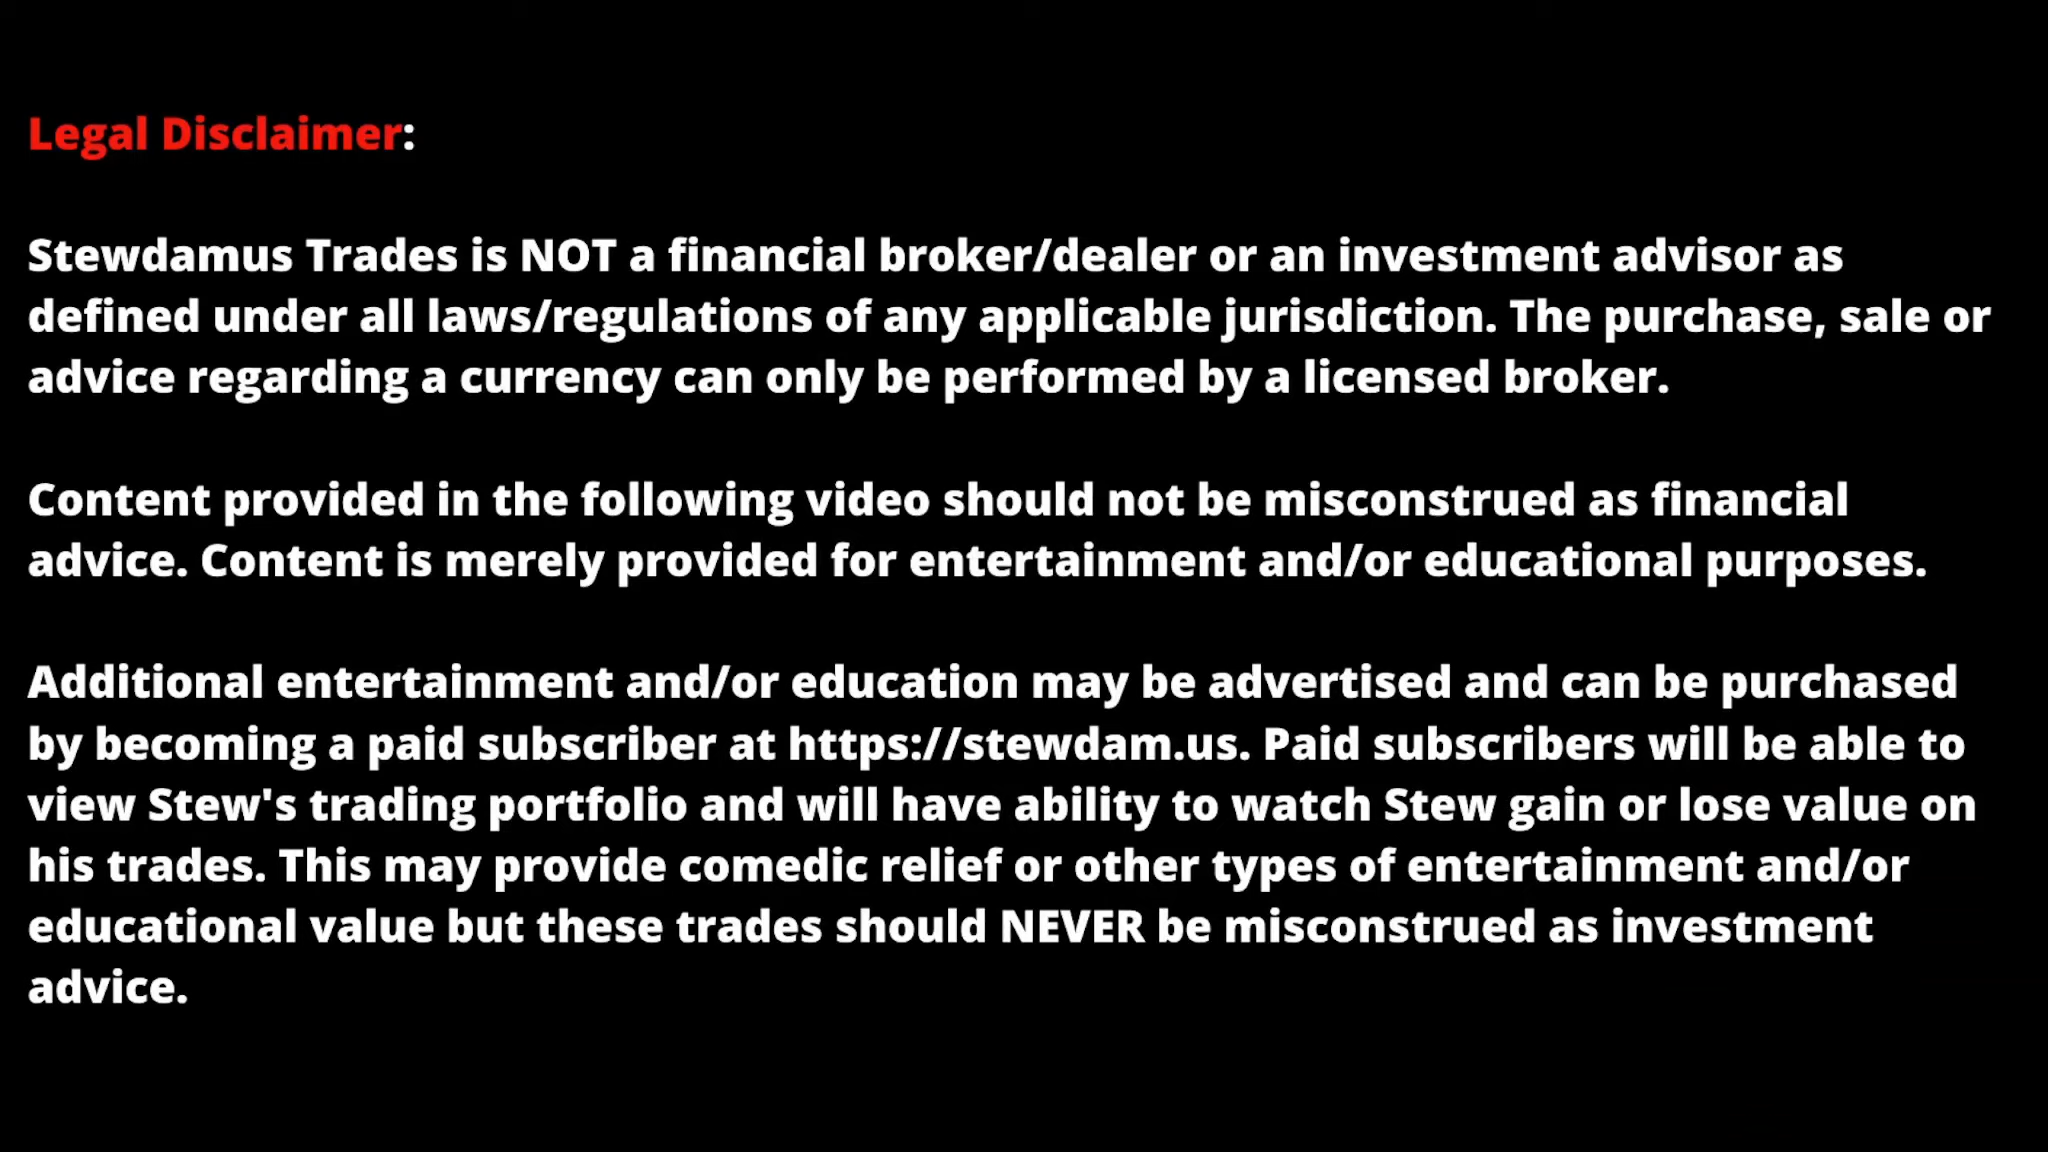 Legal Disclaimer:
Stewdamus Trades is NOT a financial broker/dealer or an investment advisor as
defined under all laws/regulations of any applicable jurisdiction. The purchase, sale or
advice regarding a currency can only be performed by a licensed broker.
Content provided in the following video should not be misconstrued as financial
advice. Content is merely provided for entertainment and/or educational purposes.
Additional entertainment and/or education may be advertised and can be purchased
by becoming a paid subscriber at https://stewdam.us. Paid subscribers will be able to
view Stew's trading portfolio and will have ability to watch Stew gain or lose value on
his trades. This may provide comedic relief or other types of entertainment and/or
educational value but these trades should NEVER be misconstrued as investment
advice.